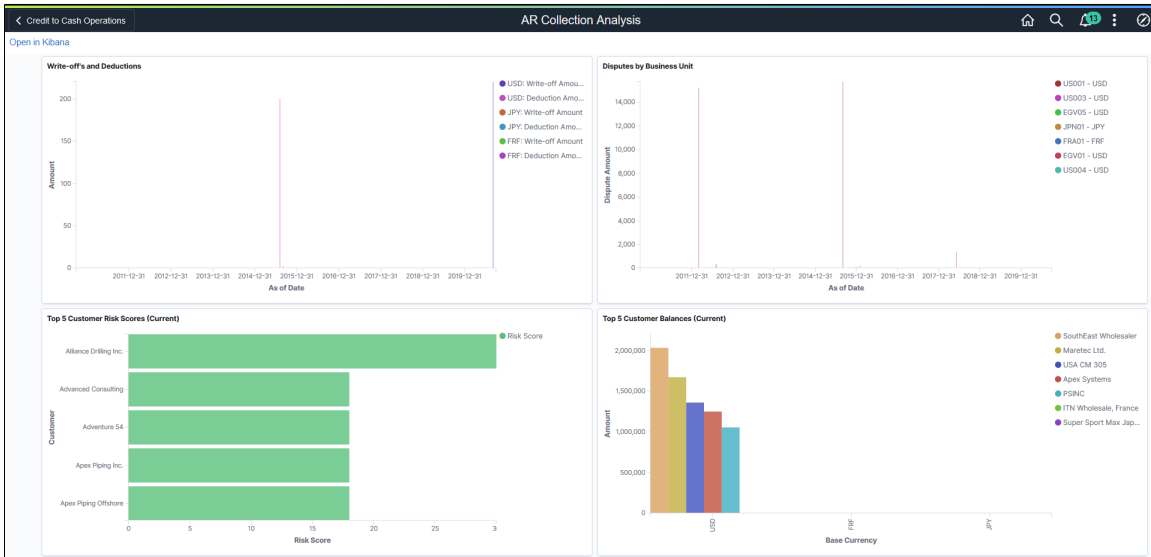 Credit to Cash Operations
AR Collection Analysis
13
Open in Kibana
Write-off's and Deductions
Amount
200
150
100
50
0
2011-12-31 2012-12-31 2013-12-31 2014-12-31 2015-12-31 2016-12-31 2017-12-31 2018-12-31 2019-12-31
As of Date
USD: Write-off Amou...
USD: Deduction Amo...
JPY: Write-off Amount
JPY: Deduction Amo...
FRF: Write-off Amount
FRF: Deduction Amo...
Disputes by Business Unit
Dispute Amount
14,000
12,000
10,000
8,000
6,000
4,000
2,000
0
2011-12-31 2012-12-31 2013-12-31 2014-12-31 2015-12-31 2016-12-31 2017-12-31 2018-12-31 2019-12-31
As of Date
US001 - USD
US003 - USD
EGV05 - USD
JPN01 - JPY
FRA01 - FRF
EGV01 - USD
US004 - USD
Top 5 Customer Risk Scores (Current)
Customer
Alliance Drilling Inc.
Advanced Consulting
Adventure 54
Apex Piping Inc.
Apex Piping Offshore
0 5 10 15 20 25 3
Risk Score
Risk Score
Top 5 Customer Balances (Current)
Amount
2,000,000
1,500,000
1,000,000
500,000
0
USD FRF JPY
Base Currency
SouthEast Wholesaler
Maretec Ltd.
USA CM 305
Apex Systems
PSINC
ITN Wholesale, France
Super Sport Max Jap...